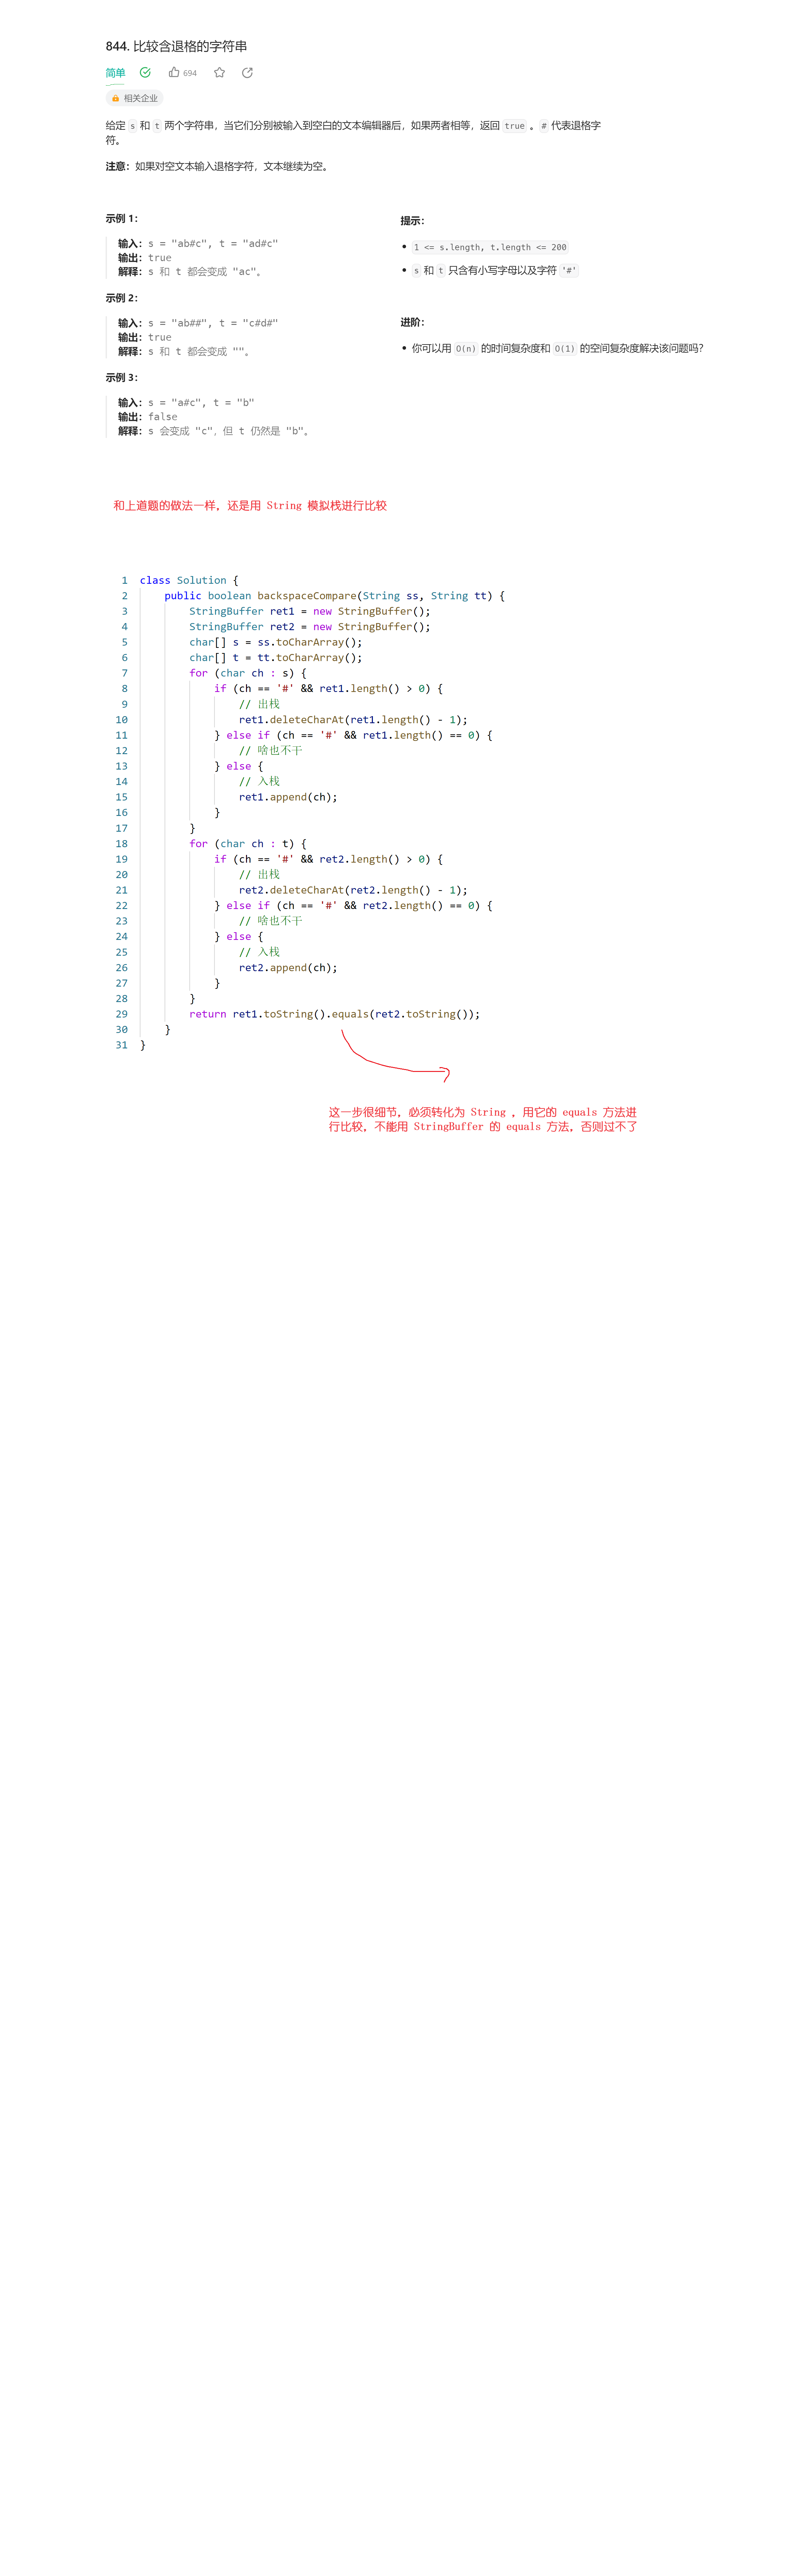 844. 比较含退格的字符串
简单 694
相关企业
给定 s 和 t 两个字符串，当它们分别被输入到空白的文本编辑器后，如果两者相等，返回 true 。# 代表退格字
符。
注意：如果对空文本输入退格字符，文本继续为空。
示例 1：
输入：s = "ab#c", t = "ad#c"
输出：true
解释：s 和 t 都会变成 "ac"。
示例 2：
输入：s = "ab##", t = "c#d#"
输出：true
解释：s 和 t 都会变成 ""。
示例 3：
输入：s = "a#c", t = "b"
输出：false
解释：s 会变成 "c"，但 t 仍然是 "b"。
提示：
• 1 <= s.length, t.length <= 200
• s 和 t 只含有小写字母以及字符 '#'
进阶：
• 你可以用 O(n) 的时间复杂度和 O(1) 的空间复杂度解决该问题吗？
和上道题的做法一样，还是用 String 模拟栈进行比较
1 class Solution {
2     public boolean backspaceCompare(String ss, String tt) {
3         StringBuffer ret1 = new StringBuffer();
4         StringBuffer ret2 = new StringBuffer();
5         char[] s = ss.toCharArray();
6         char[] t = tt.toCharArray();
7         for (char ch : s) {
8             if (ch == '#' && ret1.length() > 0) {
9                 // 出栈
10                 ret1.deleteCharAt(ret1.length() - 1);
11             } else if (ch == '#' && ret1.length() == 0) {
12                 // 啥也不干
13             } else {
14                 // 入栈
15                 ret1.append(ch);
16             }
17         }
18         for (char ch : t) {
19             if (ch == '#' && ret2.length() > 0) {
20                 // 出栈
21                 ret2.deleteCharAt(ret2.length() - 1);
22             } else if (ch == '#' && ret2.length() == 0) {
23                 // 啥也不干
24             } else {
25                 // 入栈
26                 ret2.append(ch);
27             }
28         }
29         return ret1.toString().equals(ret2.toString());
30     }
31 }
这一步很细节，必须转化为 String ，用它的 equals 方法进
行比较，不能用 StringBuffer 的 equals 方法，否则过不了